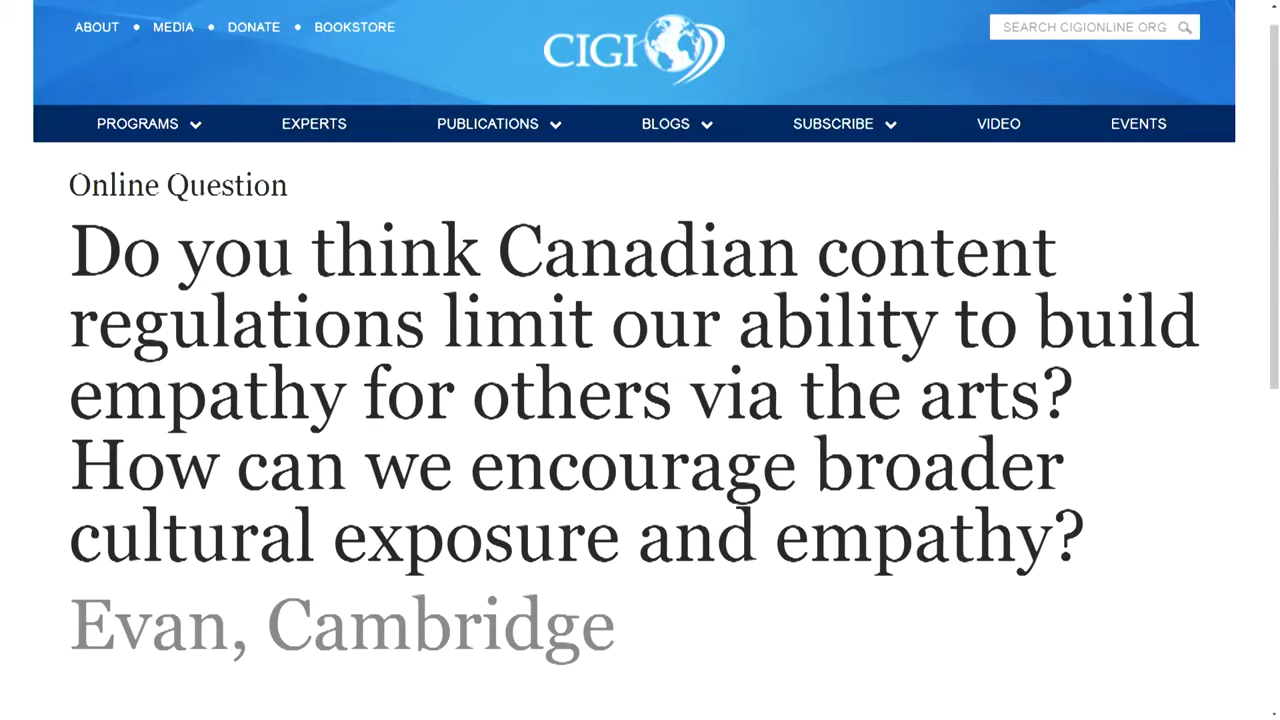 ABOUT • MEDIA • DONATE • BOOKSTORE
CIGI
SEARCH CIGIONLINE.ORG
PROGRAMS EXPERTS PUBLICATIONS BLOGS SUBSCRIBE VIDEO EVENTS
Online Question
Do you think Canadian content
regulations limit our ability to build
empathy for others via the arts?
How can we encourage broader
cultural exposure and empathy?
Evan, Cambridge